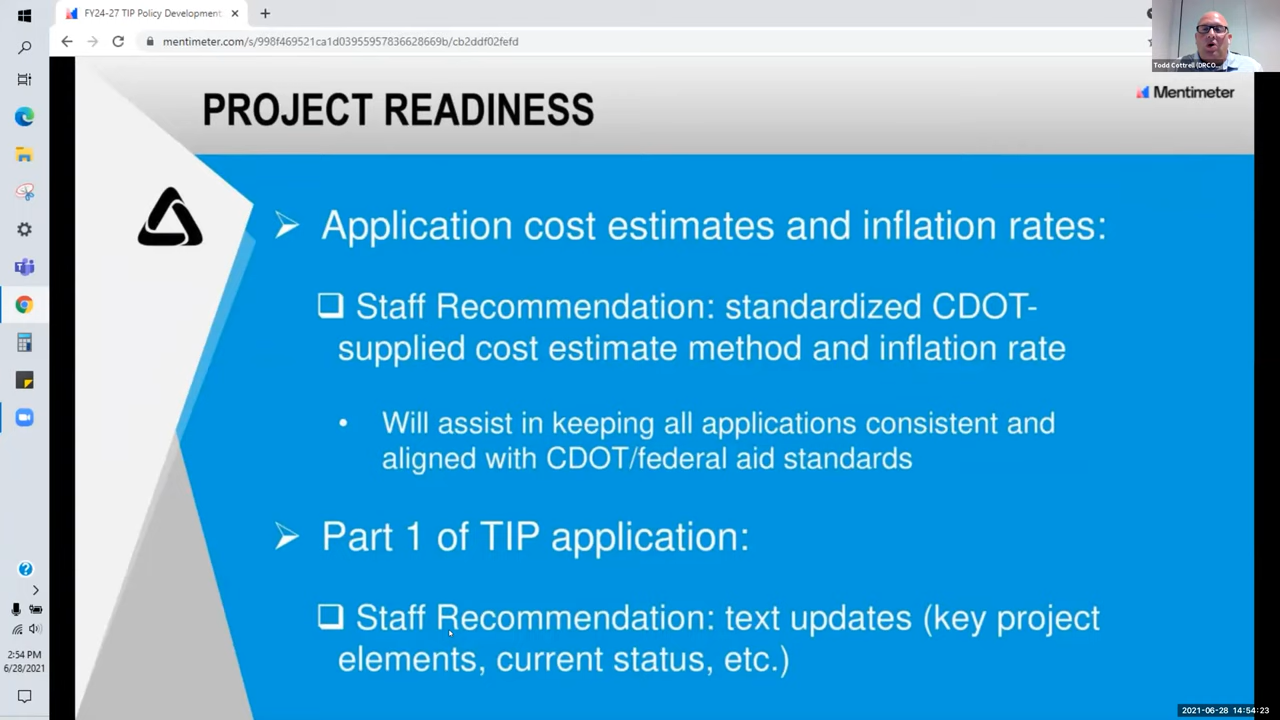 FY24-27 TIP Policy Development
mentimeter.com/s/998f469521ca1d03955957836628669b/cb2ddf02fefd
Todd Cottrell (DRCO...
Mentimeter
PROJECT READINESS
Application cost estimates and inflation rates:
Staff Recommendation: standardized CDOT-
supplied cost estimate method and inflation rate
• Will assist in keeping all applications consistent and
aligned with CDOT/federal aid standards
Part 1 of TIP application:
Staff Recommendation: text updates (key project
elements, current status, etc.)
2:54 PM
6/28/2021
2021-06-28 14:54:23